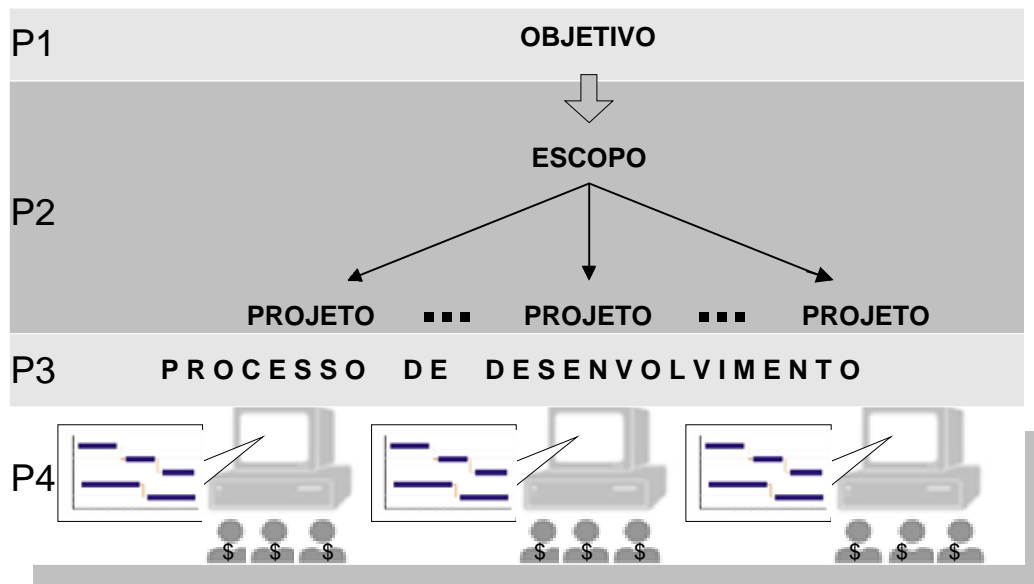 P1 OBJETIVO
ESCOPO
P2
PROJETO ... PROJETO ... PROJETO
P3 PROCESSO DE DESENVOLVIMENTO
P4
$ $ $ $ $ $ $ $ $